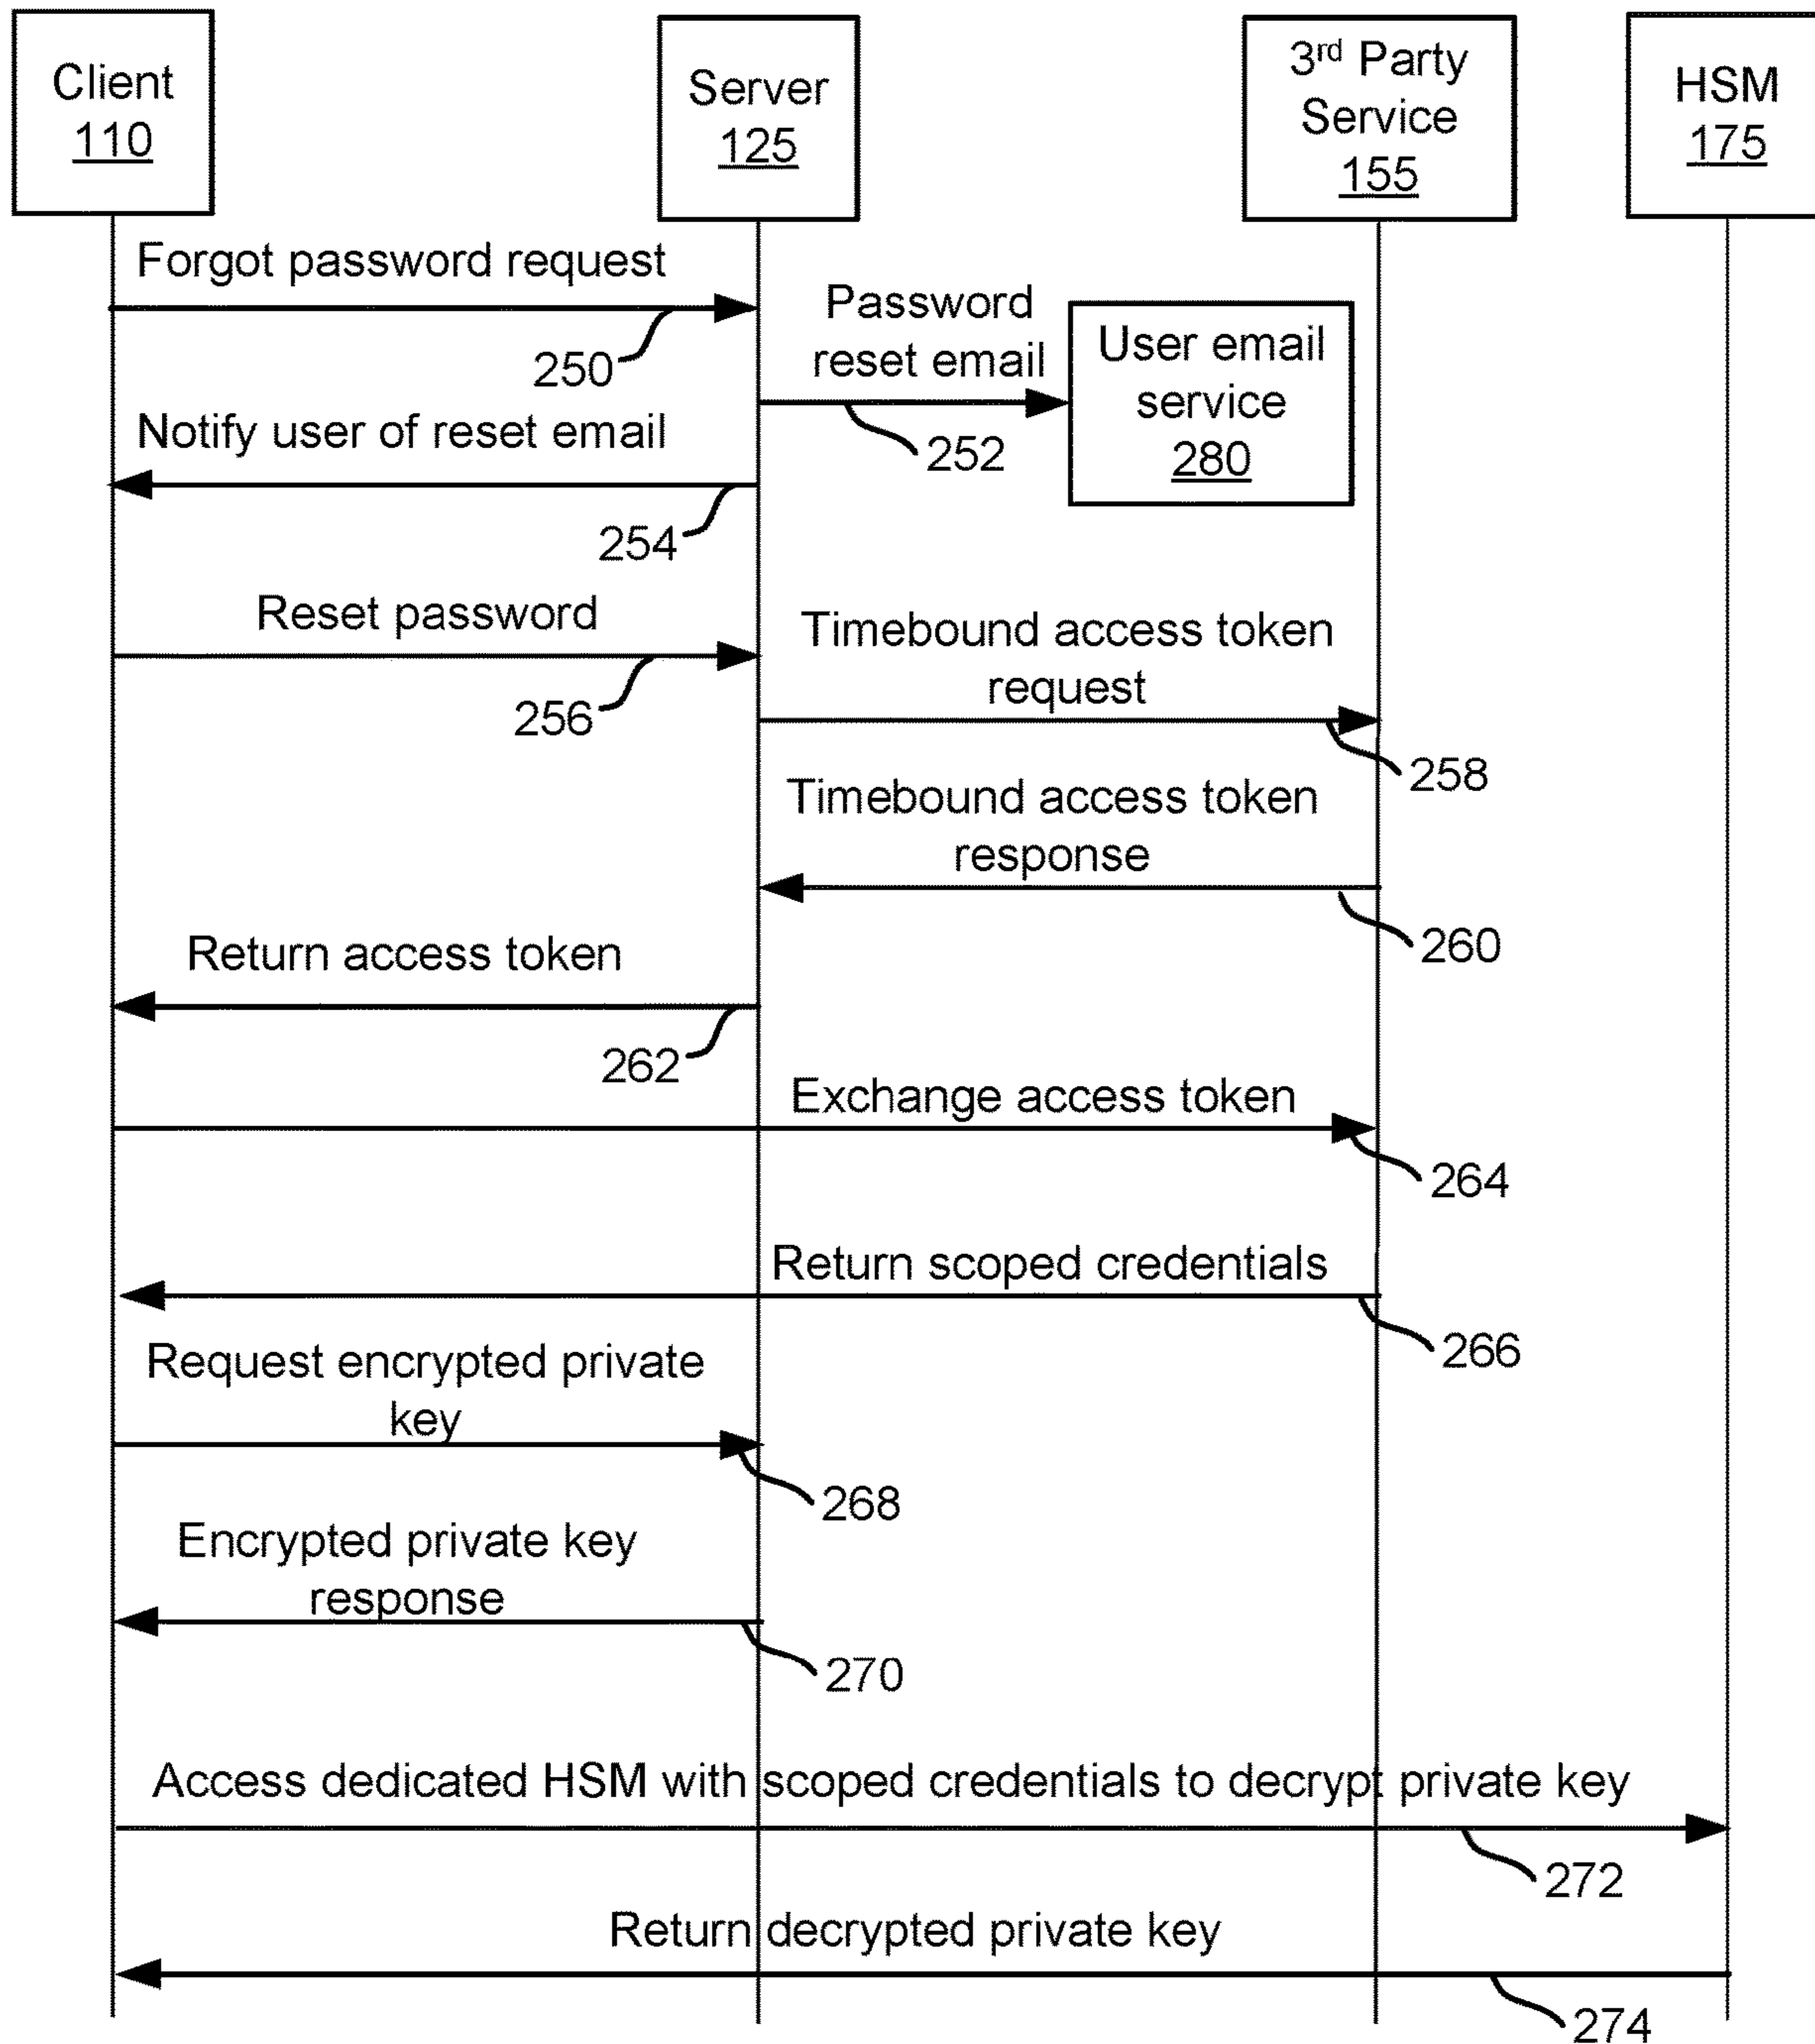 Client
110
Server
125
3rd Party
Service
155
HSM
175
Forgot password request
250
Password
reset email
252
User email
service
280
Notify user of reset email
254
Reset password
256
Timebound access token
request
258
Timebound access token
response
260
Return access token
262
Exchange access token
264
Return scoped credentials
266
Request encrypted private
key
268
Encrypted private key
response
270
Access dedicated HSM with scoped credentials to decrypt private key
272
Return decrypted private key
274